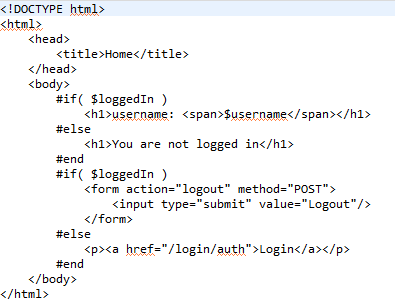 <!DOCTYPE html>
<html>
    <head>
        <title>Home</title>
    </head>
    <body>
        #if( $loggedIn )
            <h1>username: <span>$username</span></h1>
        #else
            <h1>You are not logged in</h1>
        #end
        #if( $loggedIn )
            <form action="logout" method="POST">
                <input type="submit" value="Logout"/>
            </form>
        #else
            <p><a href="/login/auth">Login</a></p>
        #end
    </body>
</html>